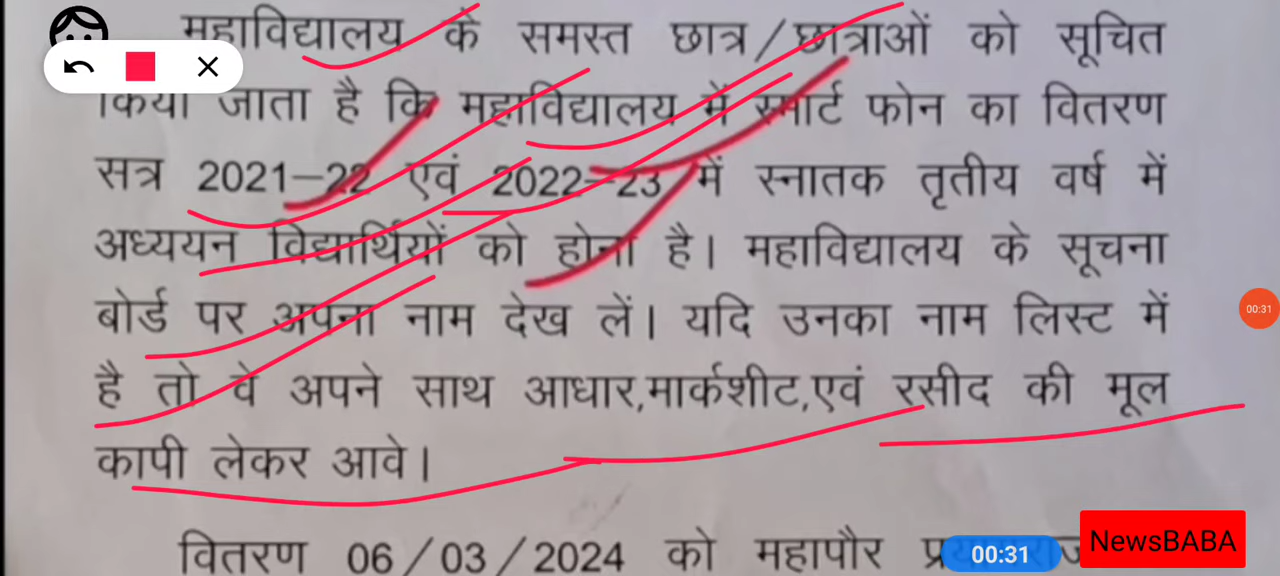 महाविद्यालय के समस्त छात्र/छात्राओं को सूचित
किया जाता है कि महाविद्यालय में स्मार्ट फोन का वितरण
सत्र 2021–22 एवं 2022–23 में स्नातक तृतीय वर्ष में
अध्ययन विद्यार्थियों को होना है। महाविद्यालय के सूचना
बोर्ड पर अपना नाम देख लें। यदि उनका नाम लिस्ट में
है तो वे अपने साथ आधार,मार्कशीट,एवं रसीद की मूल
कापी लेकर आवे।
वितरण 06/03/2024 को महापौर
00:31
00:31
NewsBABA